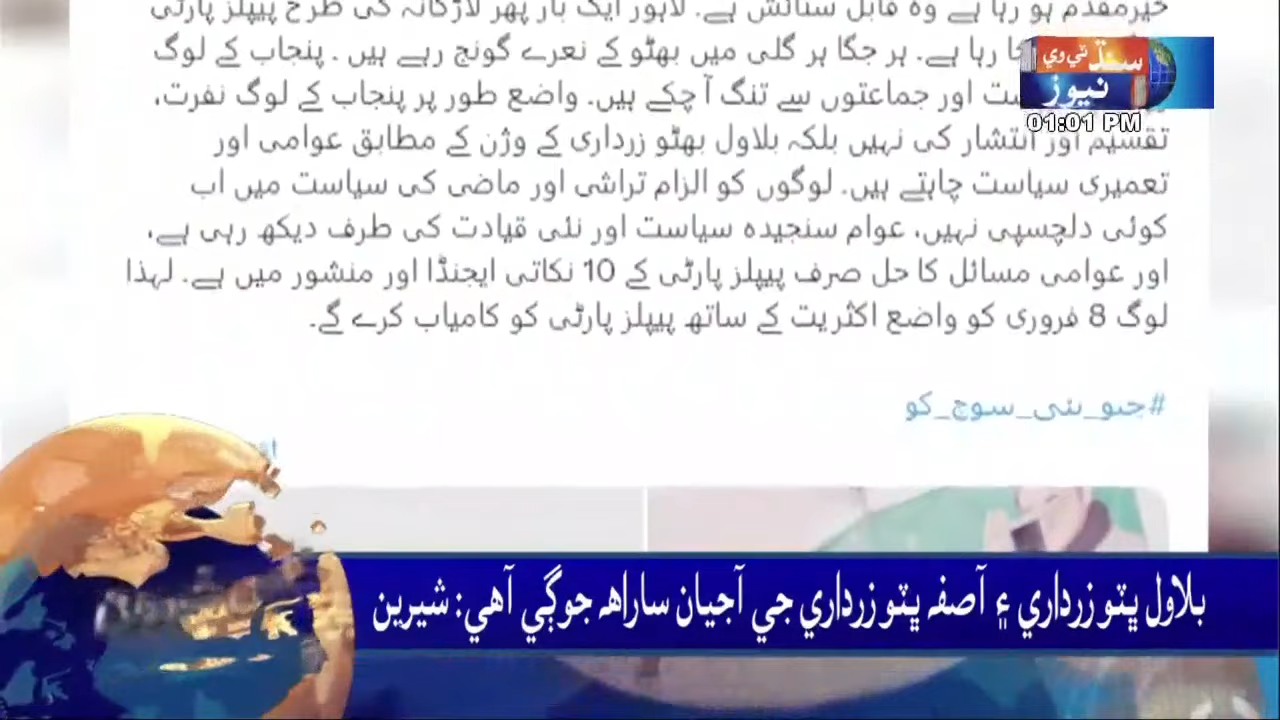 خیرمقدم ہو رہا ہے وہ قابل ستائش ہے۔ لاہور ایک بار پھر لاڑکانہ کی طرح پیپلز پارٹی
رہا ہے۔ ہر جگا ہر گلی میں بھٹو کے نعرے گونج رہے ہیں ۔ پنجاب کے لوگ
اور جماعتوں سے تنگ آ چکے ہیں۔ واضع طور پر پنجاب کے لوگ نفرت،
تقسیم اور انتشار کی نہیں بلکہ بلاول بھٹو زرداری کے وژن کے مطابق عوامی اور
تعمیری سیاست چاہتے ہیں۔ لوگوں کو الزام تراشی اور ماضی کی سیاست میں اب
کوئی دلچسپی نہیں، عوام سنجیدہ سیاست اور نئی قیادت کی طرف دیکھ رہی ہے،
اور عوامی مسائل کا حل صرف پیپلز پارٹی کے 10 نکاتی ایجنڈا اور منشور میں ہے۔ لہذا
لوگ 8 فروری کو واضع اکثریت کے ساتھ پیپلز پارٹی کو کامیاب کرے گے۔
#چنو_نئی_سوچ_کو
سنڌ ٽي وي
نيوز
01:01 PM
بلاول ڀٽو زرداري ۽ آصفہ ڀٽو زرداري جي آجيان ساراھہ جوڳي آهي: شيرين